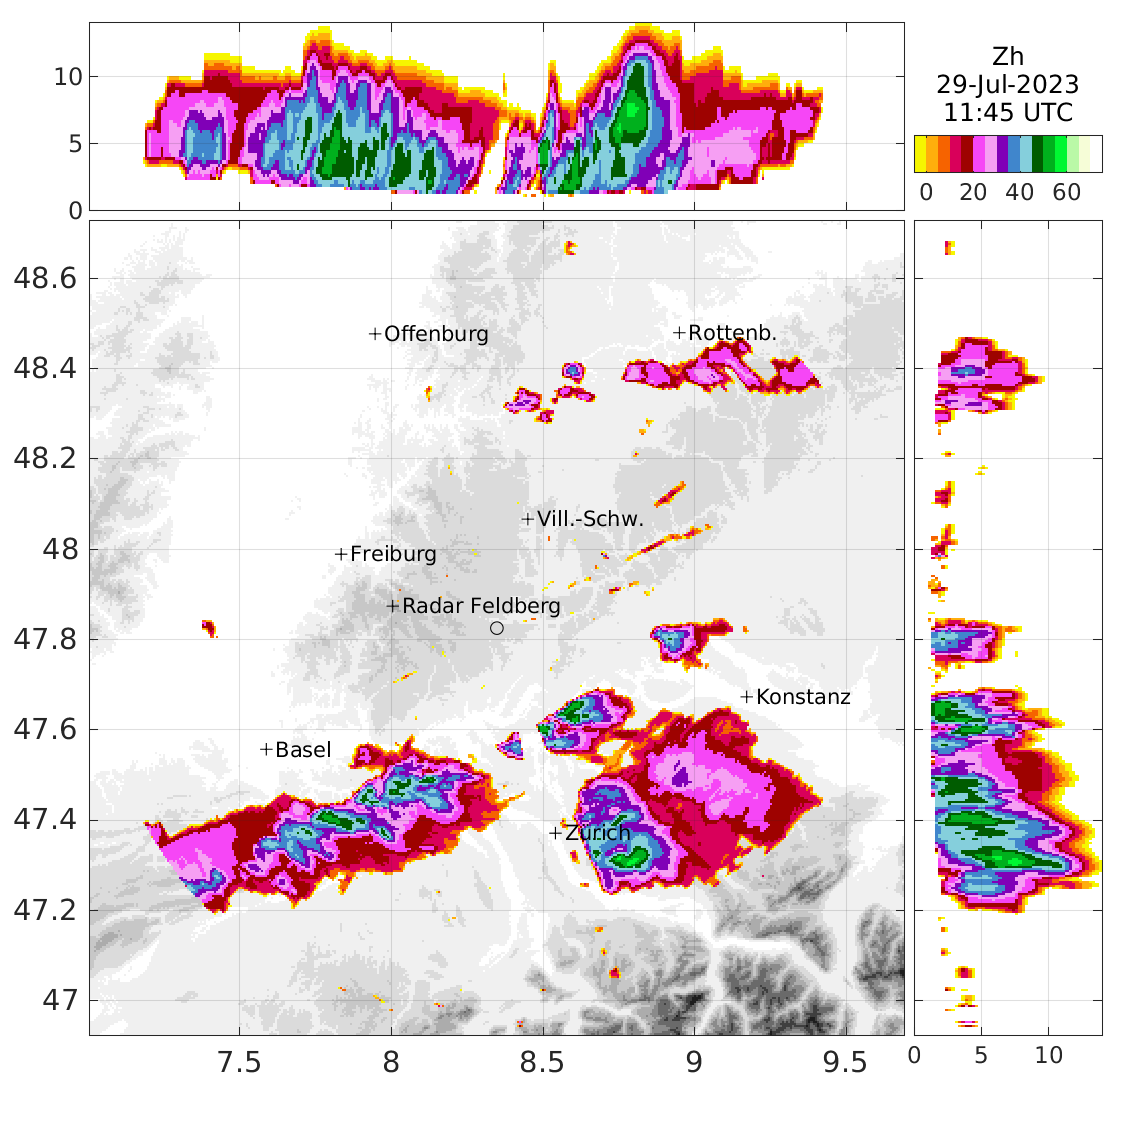 Zh
29-Jul-2023
11:45 UTC
0 20 40 60
10
5
0
48.6
48.4
48.2
48
47.8
47.6
47.4
47.2
47
+Offenburg
+Rottenb.
+Vill.-Schw.
+Freiburg
+Radar Feldberg
+Konstanz
+Basel
+Zürich
7.5 8 8.5 9 9.5
0 5 10